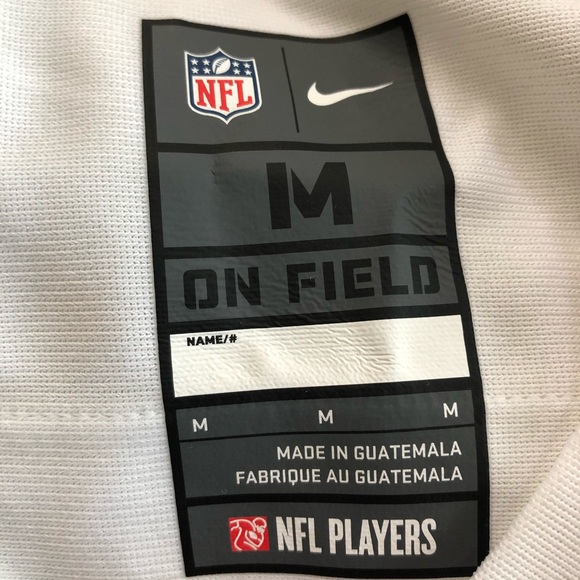 NFL
M
ON FIELD
NAME/#
M M M
MADE IN GUATEMALA
FABRIQUE AU GUATEMALA
NFL PLAYERS